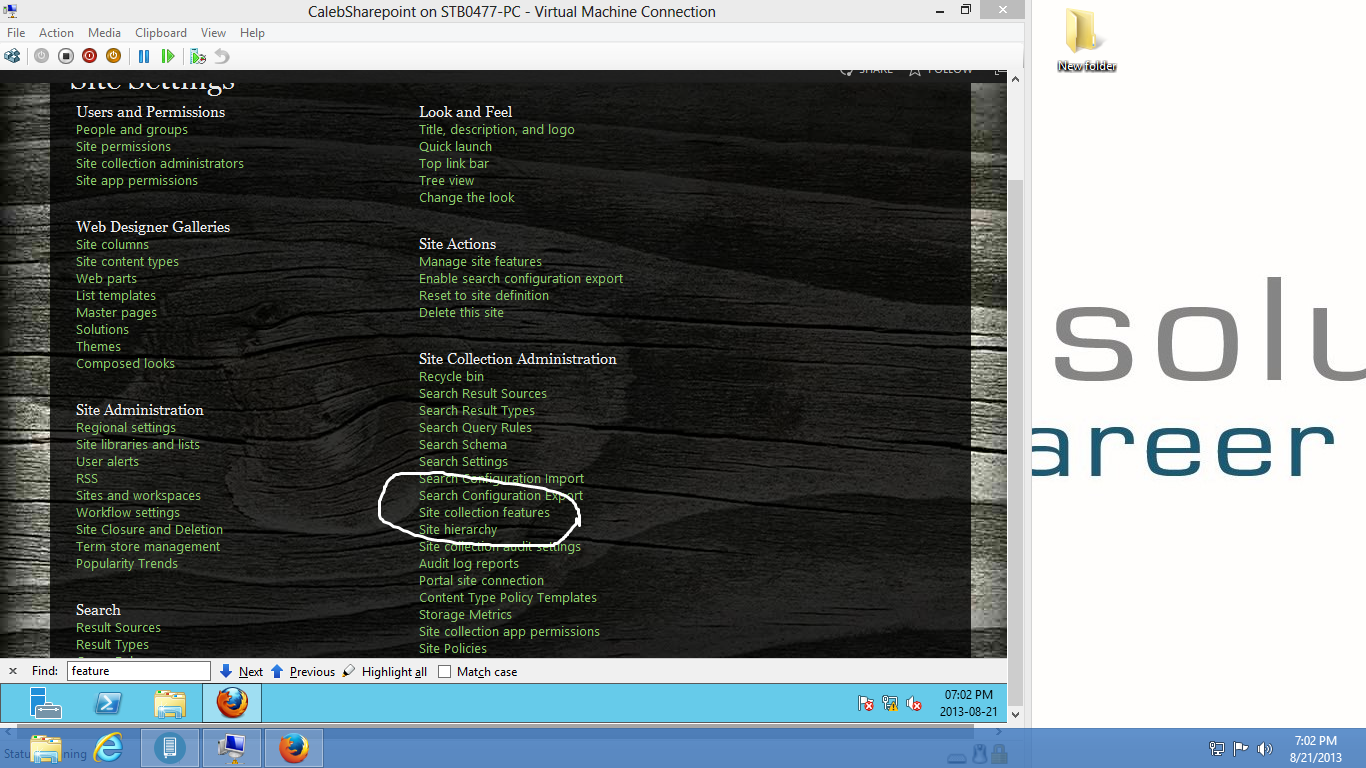 CalebSharepoint on STB0477-PC - Virtual Machine Connection
File Action Media Clipboard View Help
SHARE FOLLOW
Site Settings
Users and Permissions
People and groups
Site permissions
Site collection administrators
Site app permissions
Web Designer Galleries
Site columns
Site content types
Web parts
List templates
Master pages
Solutions
Themes
Composed looks
Site Administration
Regional settings
Site libraries and lists
User alerts
RSS
Sites and workspaces
Workflow settings
Site Closure and Deletion
Term store management
Popularity Trends
Search
Result Sources
Result Types
Look and Feel
Title, description, and logo
Quick launch
Top link bar
Tree view
Change the look
Site Actions
Manage site features
Enable search configuration export
Reset to site definition
Delete this site
Site Collection Administration
Recycle bin
Search Result Sources
Search Result Types
Search Query Rules
Search Schema
Search Settings
Search Configuration Import
Search Configuration Export
Site collection features
Site hierarchy
Site collection audit settings
Audit log reports
Portal site connection
Content Type Policy Templates
Storage Metrics
Site collection app permissions
Site Policies
Find: feature Next Previous Highlight all Match case
07:02 PM
2013-08-21
New folder
solu
areer
7:02 PM
8/21/2013